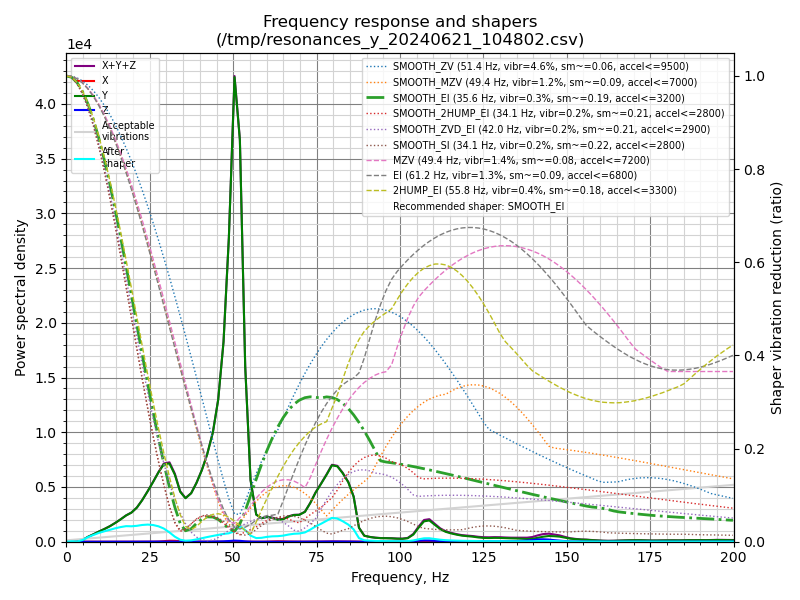 Frequency response and shapers
(/tmp/resonances_y_20240621_104802.csv)
1e4
X+Y+Z
X
Y
Z
Acceptable
vibrations
After
shaper
SMOOTH_ZV (51.4 Hz, vibr=4.6%, sm~=0.06, accel<=9500)
SMOOTH_MZV (49.4 Hz, vibr=1.2%, sm~=0.09, accel<=7000)
SMOOTH_EI (35.6 Hz, vibr=0.3%, sm~=0.19, accel<=3200)
SMOOTH_2HUMP_EI (34.1 Hz, vibr=0.2%, sm~=0.21, accel<=2800)
SMOOTH_ZVD_EI (42.0 Hz, vibr=0.2%, sm~=0.21, accel<=2900)
SMOOTH_SI (34.1 Hz, vibr=0.2%, sm~=0.22, accel<=2800)
MZV (49.4 Hz, vibr=1.4%, sm~=0.08, accel<=7200)
EI (61.2 Hz, vibr=1.3%, sm~=0.09, accel<=6800)
2HUMP_EI (55.8 Hz, vibr=0.4%, sm~=0.18, accel<=3300)
Recommended shaper: SMOOTH_EI
Power spectral density
4.0
3.5
3.0
2.5
2.0
1.5
1.0
0.5
0.0
1.0
0.8
0.6
0.4
0.2
0.0
Shaper vibration reduction (ratio)
0 25 50 75 100 125 150 175 200
Frequency, Hz